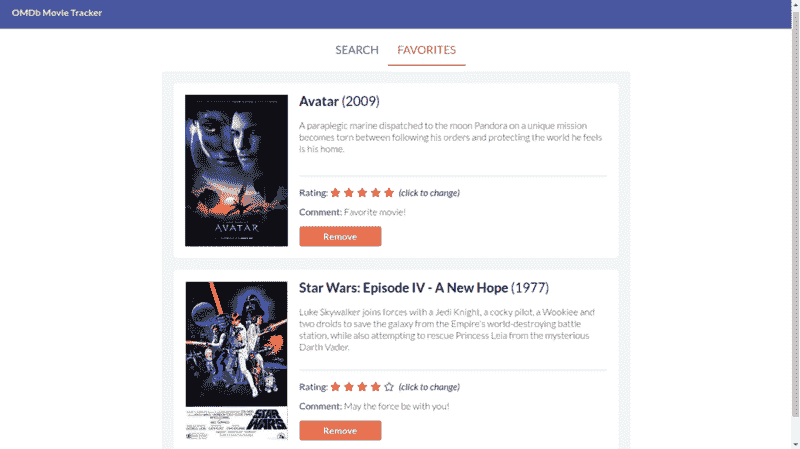 OMDb Movie Tracker
SEARCH FAVORITES
Avatar (2009)
A paraplegic marine dispatched to the moon Pandora on a unique mission
becomes torn between following his orders and protecting the world he feels
is his home.
Rating: (click to change)
Comment: Favorite movie!
Remove
AVATAR
Star Wars: Episode IV - A New Hope (1977)
Luke Skywalker joins forces with a Jedi Knight, a cocky pilot, a Wookiee and
two droids to save the galaxy from the Empire's world-destroying battle
station, while also attempting to rescue Princess Leia from the mysterious
Darth Vader.
Rating: (click to change)
Comment: May the force be with you!
Remove
STAR
WARS